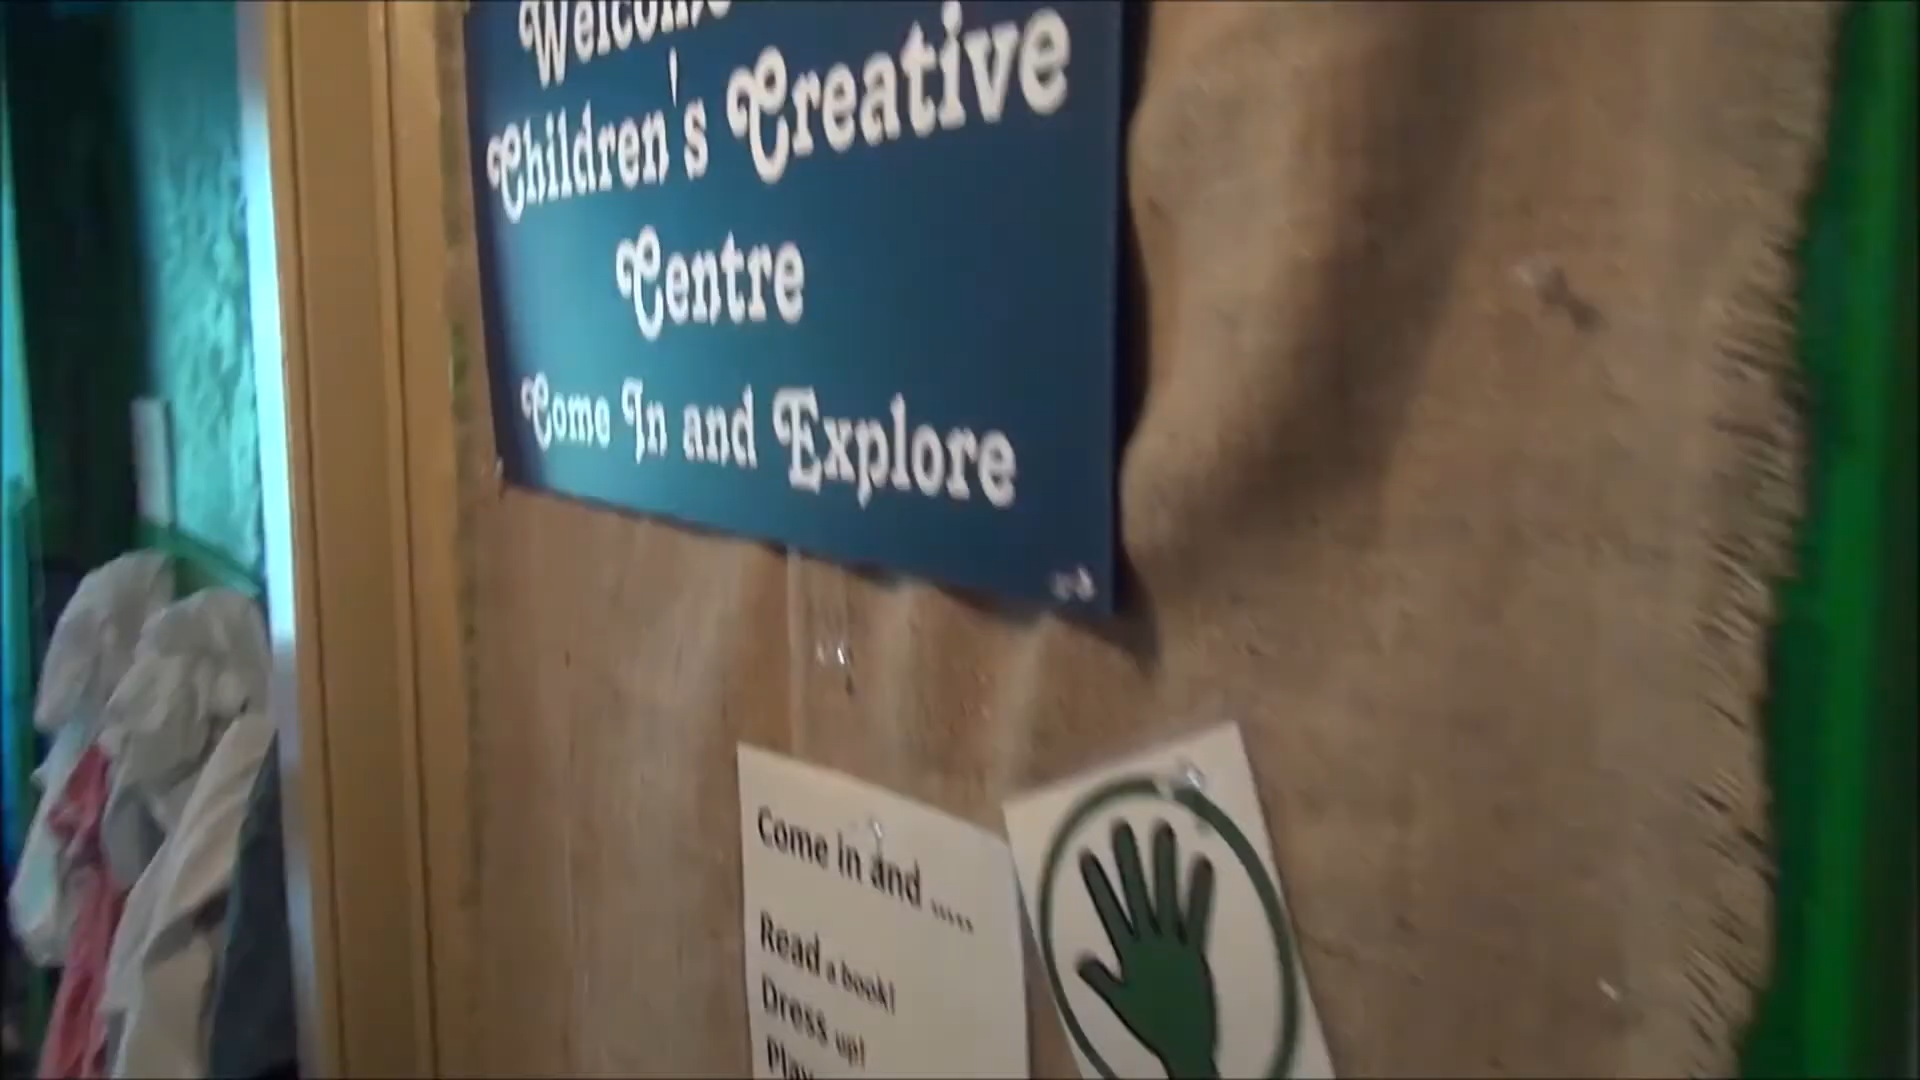 Welcome
Children's Creative
Centre
Come In and Explore
Come in and .....
Read a book!
Dress up!
Play